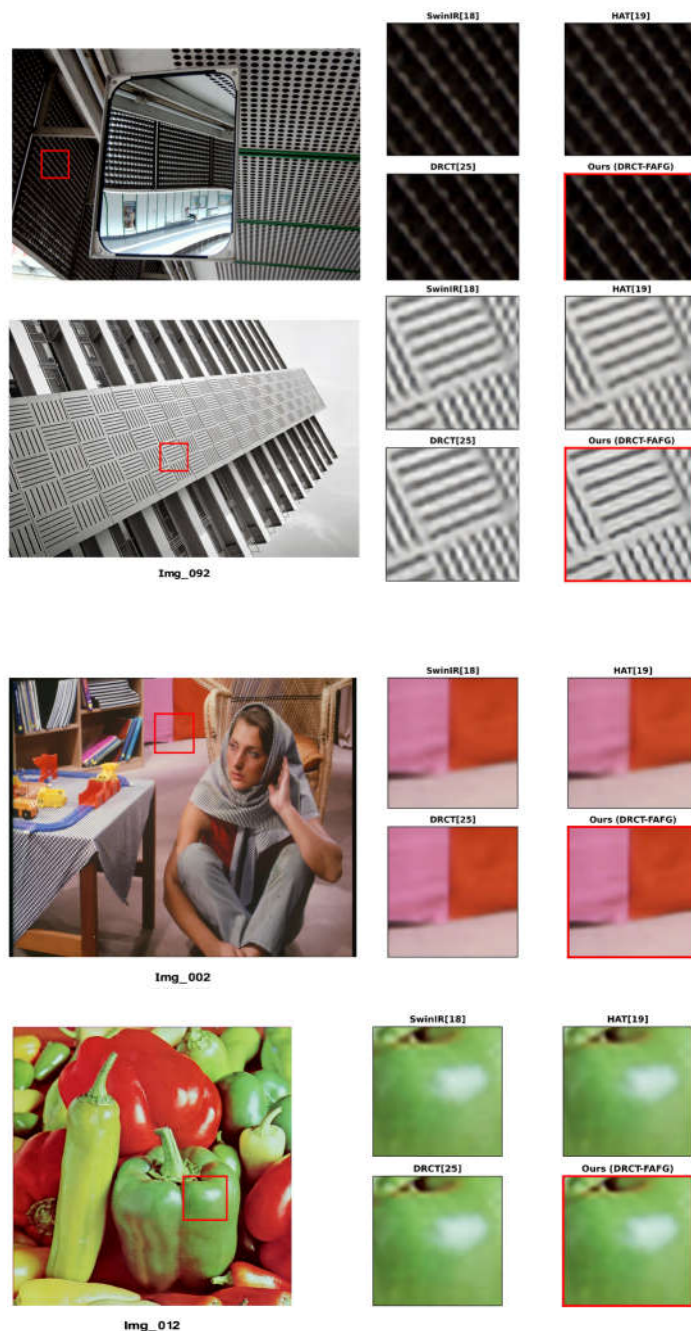 SwinIR[18]
HAT[19]
DRCT[25]
Ours (DRCT-FAFG)
SwinIR[18]
HAT[19]
DRCT[25]
Ours (DRCT-FAFG)
Img_092
SwinIR[18]
HAT[19]
DRCT[25]
Ours (DRCT-FAFG)
Img_002
SwinIR[18]
HAT[19]
DRCT[25]
Ours (DRCT-FAFG)
Img_012